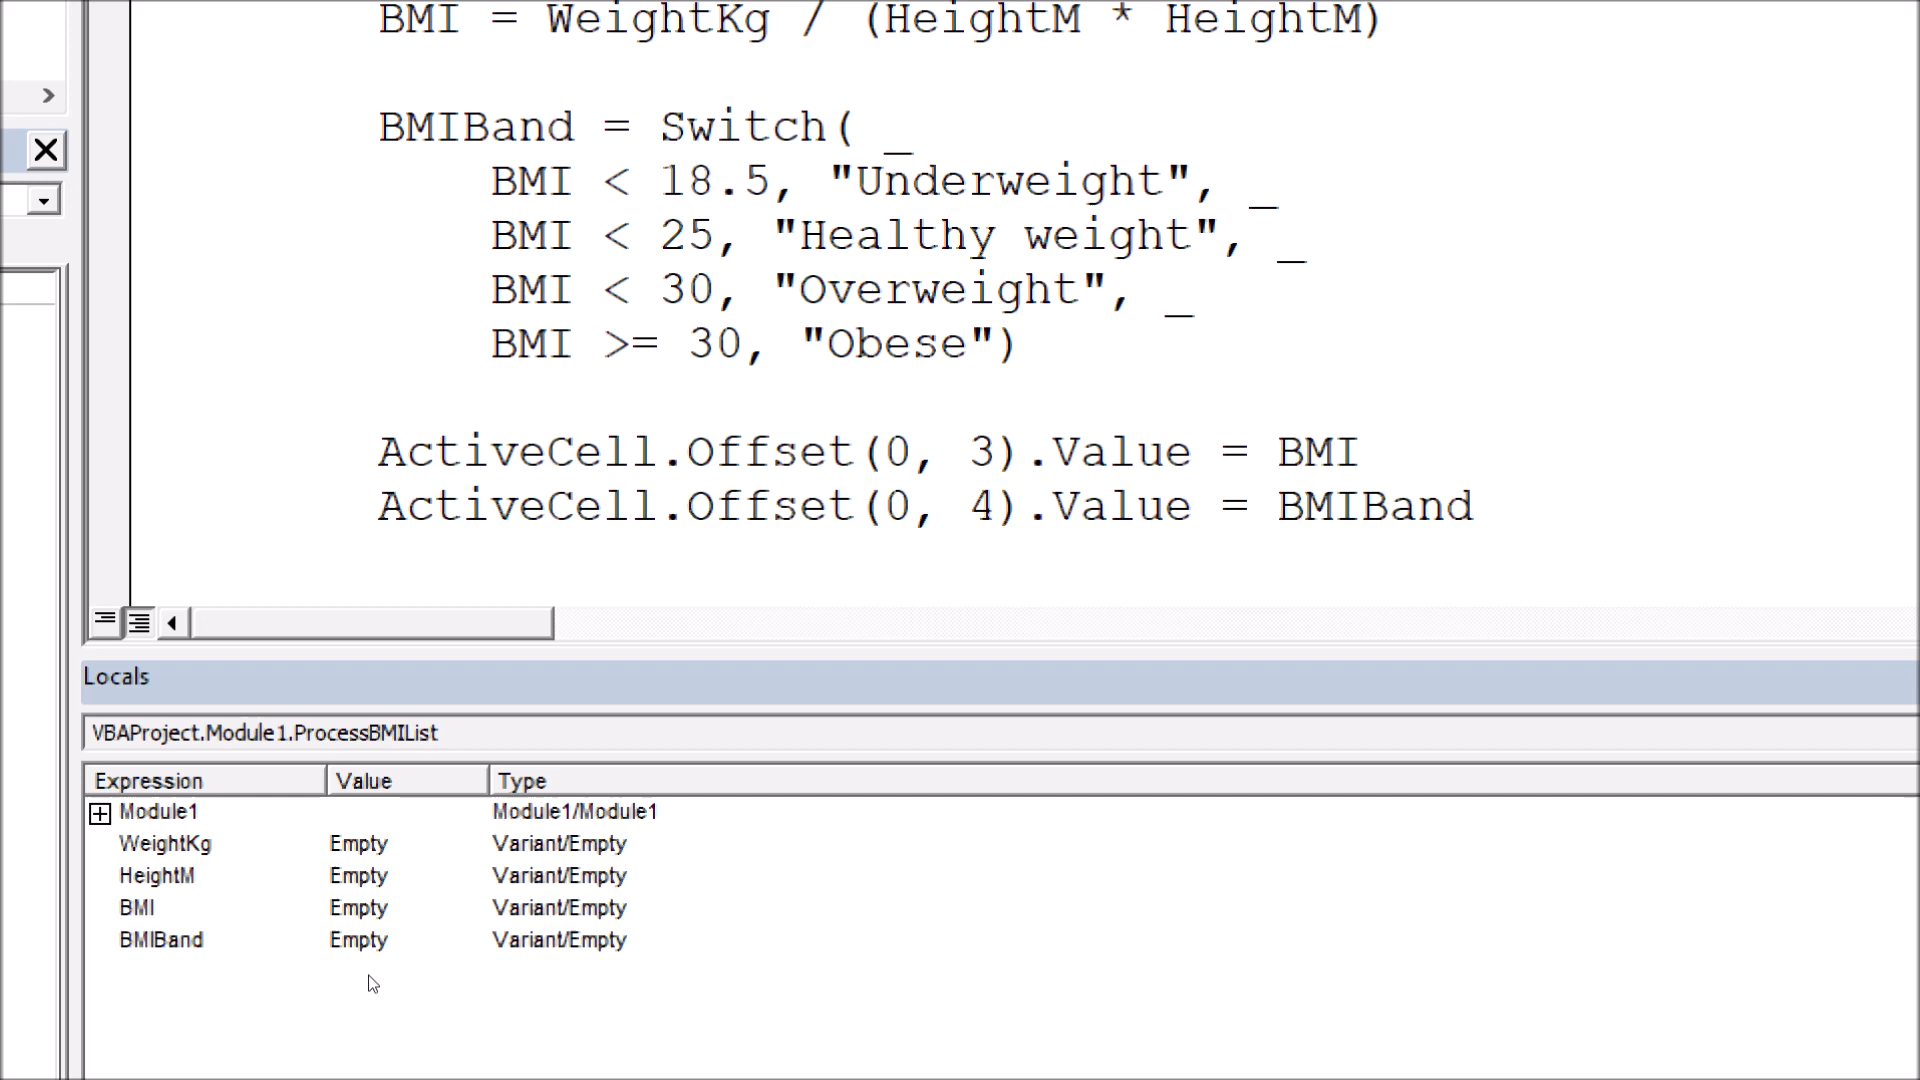 BMI = WeightKg / (HeightM * HeightM)
BMIBand = Switch( _
BMI < 18.5, "Underweight", _
BMI < 25, "Healthy weight", _
BMI < 30, "Overweight", _
BMI >= 30, "Obese")
ActiveCell.Offset(0, 3).Value = BMI
ActiveCell.Offset(0, 4).Value = BMIBand
Locals
VBAProject.Module1.ProcessBMIList
Expression Value Type
Module1 Module1/Module1
WeightKg Empty Variant/Empty
HeightM Empty Variant/Empty
BMI Empty Variant/Empty
BMIBand Empty Variant/Empty